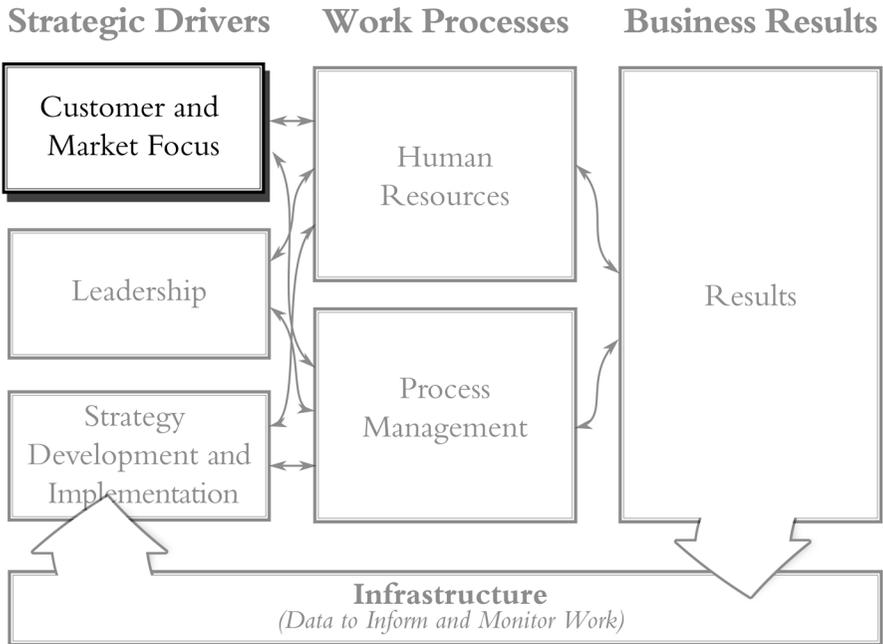 Strategic Drivers
Work Processes
Business Results
Customer and
Market Focus
Leadership
Strategy
Development and
Implementation
Human
Resources
Process
Management
Results
Infrastructure
(Data to Inform and Monitor Work)